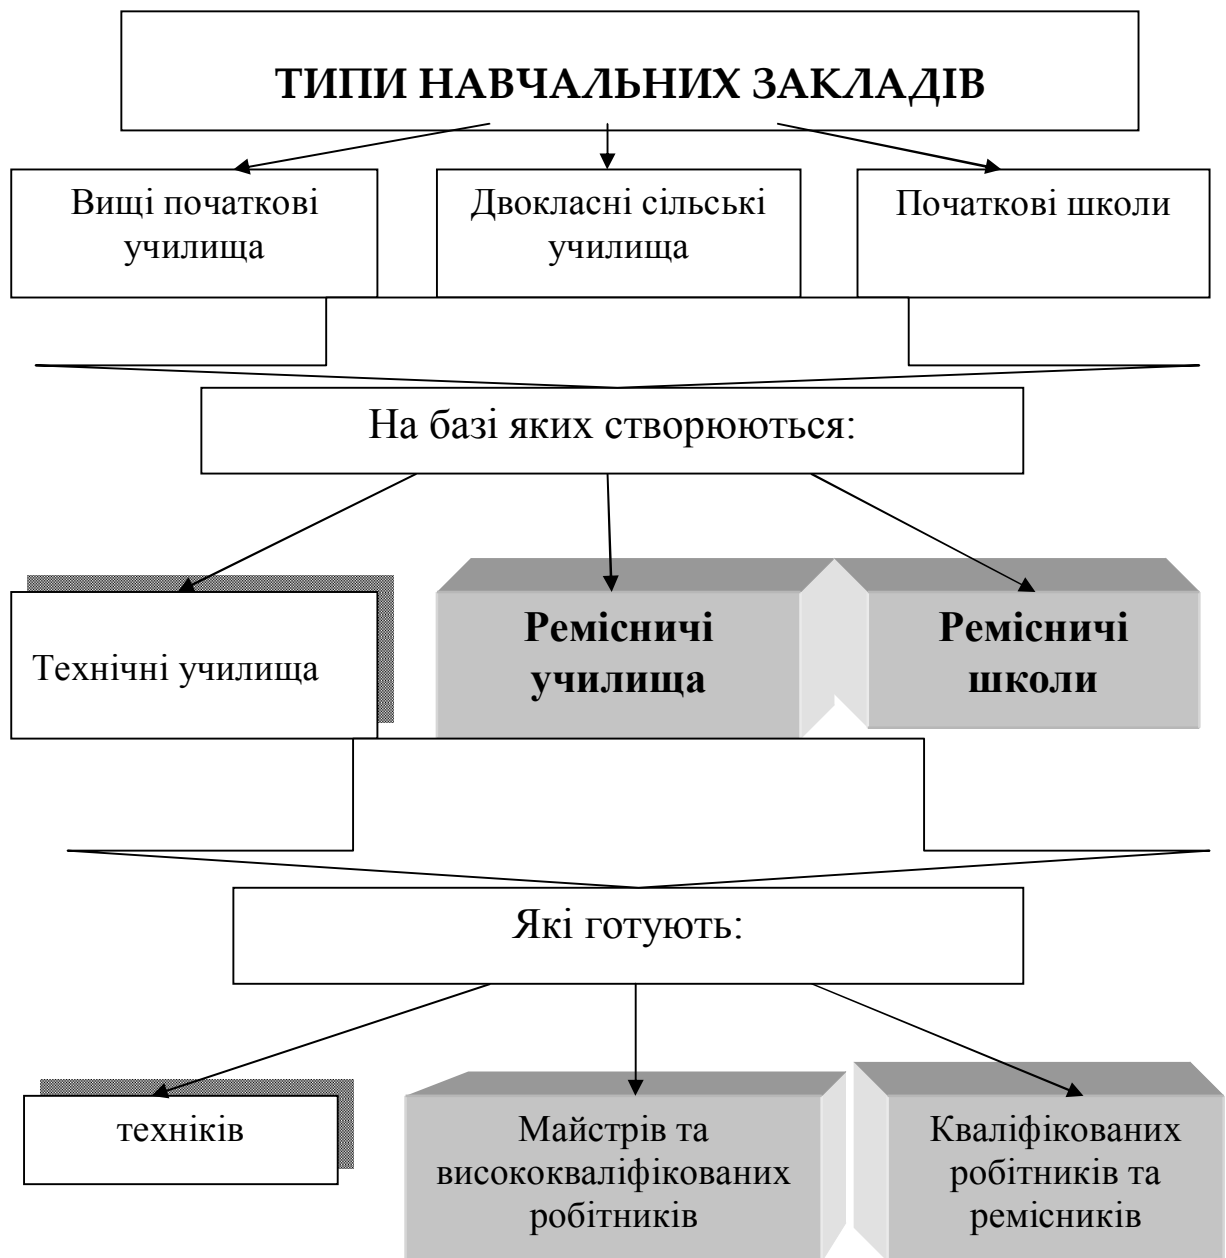 ТИПИ НАВЧАЛЬНИХ ЗАКЛАДІВ
Вищі початкові
училища
Двокласні сільські
училища
Початкові школи
На базі яких створюються:
Технічні училища
Ремісничі
училища
Ремісничі
школи
Які готують:
техніків
Майстрів та
висококваліфікованих
робітників
Кваліфікованих
робітників та
ремісників